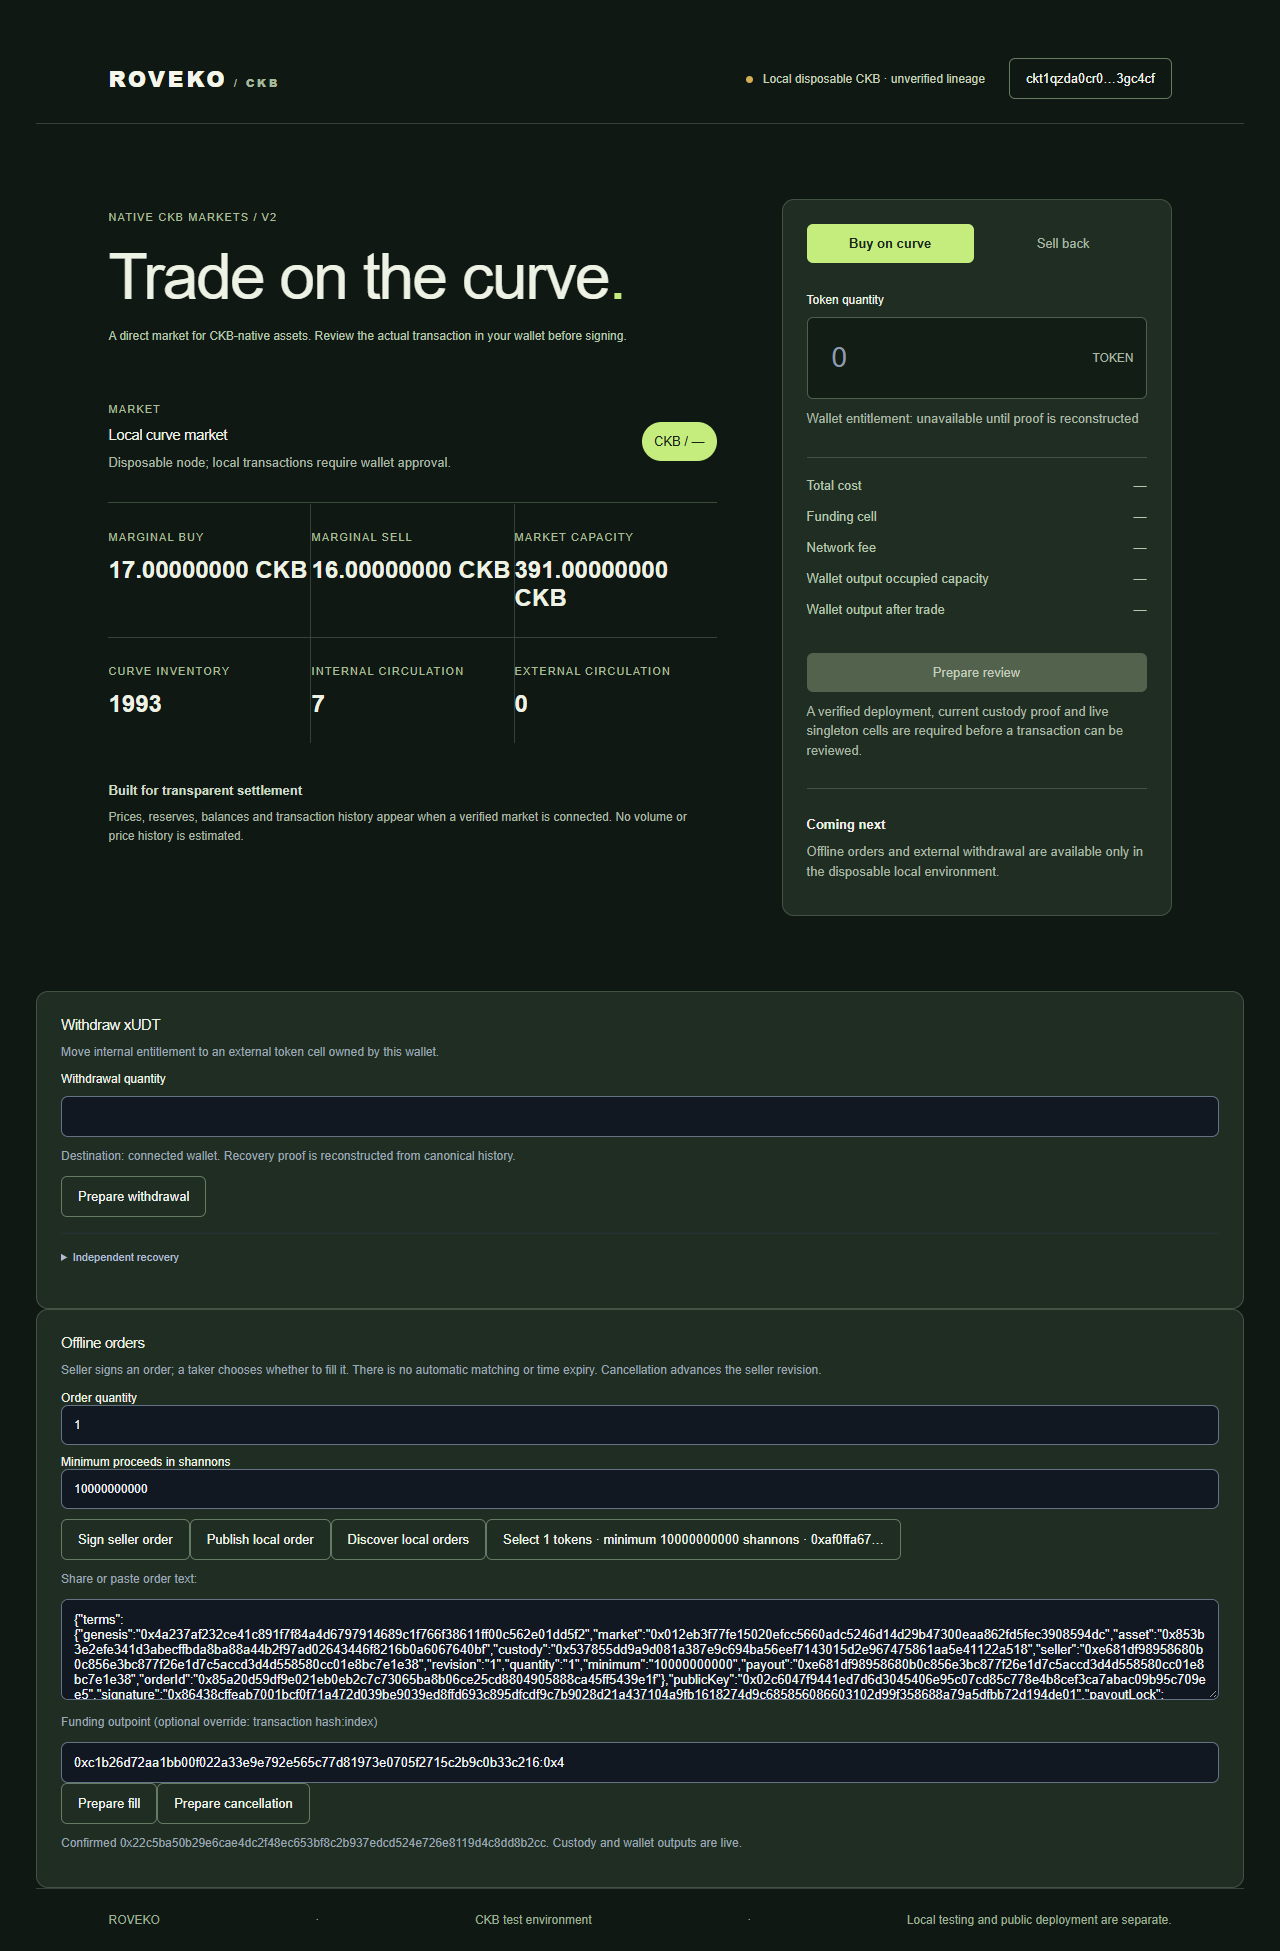 ROVEKO / CKB
Local disposable CKB · unverified lineage
ckt1qzda0cr0…3gc4cf
NATIVE CKB MARKETS / V2
Trade on the curve.
A direct market for CKB-native assets. Review the actual transaction in your wallet before signing.
MARKET
Local curve market
Disposable node; local transactions require wallet approval.
CKB / —
MARGINAL BUY
17.00000000 CKB
MARGINAL SELL
16.00000000 CKB
MARKET CAPACITY
391.00000000
CKB
CURVE INVENTORY
1993
INTERNAL CIRCULATION
7
EXTERNAL CIRCULATION
0
Built for transparent settlement
Prices, reserves, balances and transaction history appear when a verified market is connected. No volume or
price history is estimated.
Buy on curve
Sell back
Token quantity
0
TOKEN
Wallet entitlement: unavailable until proof is reconstructed
Total cost —
Funding cell —
Network fee —
Wallet output occupied capacity —
Wallet output after trade —
Prepare review
A verified deployment, current custody proof and live
singleton cells are required before a transaction can be
reviewed.
Coming next
Offline orders and external withdrawal are available only in
the disposable local environment.
Withdraw xUDT
Move internal entitlement to an external token cell owned by this wallet.
Withdrawal quantity
Destination: connected wallet. Recovery proof is reconstructed from canonical history.
Prepare withdrawal
▶ Independent recovery
Offline orders
Seller signs an order; a taker chooses whether to fill it. There is no automatic matching or time expiry. Cancellation advances the seller revision.
Order quantity
1
Minimum proceeds in shannons
10000000000
Sign seller order
Publish local order
Discover local orders
Select 1 tokens · minimum 10000000000 shannons · 0xaf0ffa67…
Share or paste order text:
{"terms":
{"genesis":"0x4a237af232ce41c891f7f84a4d6797914689c1f766f38611ff00c562e01dd5f2","market":"0x012eb3f77fe15020efcc5660adc5246d14d29b47300eaa862fd5fec3908594dc","asset":"0x853b
3e2efe341d3abecffbda8ba88a44b2f97ad02643446f8216b0a6067640bf","custody":"0x537855dd9a9d081a387e9c694ba56eef7143015d2e967475861aa5e41122a518","seller":"0xe681df98958680b
0c856e3bc877f26e1d7c5accd3d4d558580cc01e8bc7e1e38","revision":"1","quantity":"1","minimum":"10000000000","payout":"0xe681df98958680b0c856e3bc877f26e1d7c5accd3d4d558580cc01e8
bc7e1e38","orderId":"0x85a20d59df9e021eb0eb2c7c73065ba8b06ce25cd8804905888ca45ff5439e1f"},"publicKey":"0x02c6047f9441ed7d6d3045406e95c07cd85c778e4b8cef3ca7abac09b95c709e
e5","signature":"0x86438cffeab7001bcf0f71a472d039be9039ed8ffd693c895dfcdf9c7b9028d21a437104a9fb1618274d9c685856086603102d99f358688a79a5dfbb72d194de01","payoutLock":
Funding outpoint (optional override: transaction hash:index)
0xc1b26d72aa1bb00f022a33e9e792e565c77d81973e0705f2715c2b9c0b33c216:0x4
Prepare fill
Prepare cancellation
Confirmed 0x22c5ba50b29e6cae4dc2f48ec653bf8c2b937edcd524e726e8119d4c8dd8b2cc. Custody and wallet outputs are live.
ROVEKO · CKB test environment · Local testing and public deployment are separate.